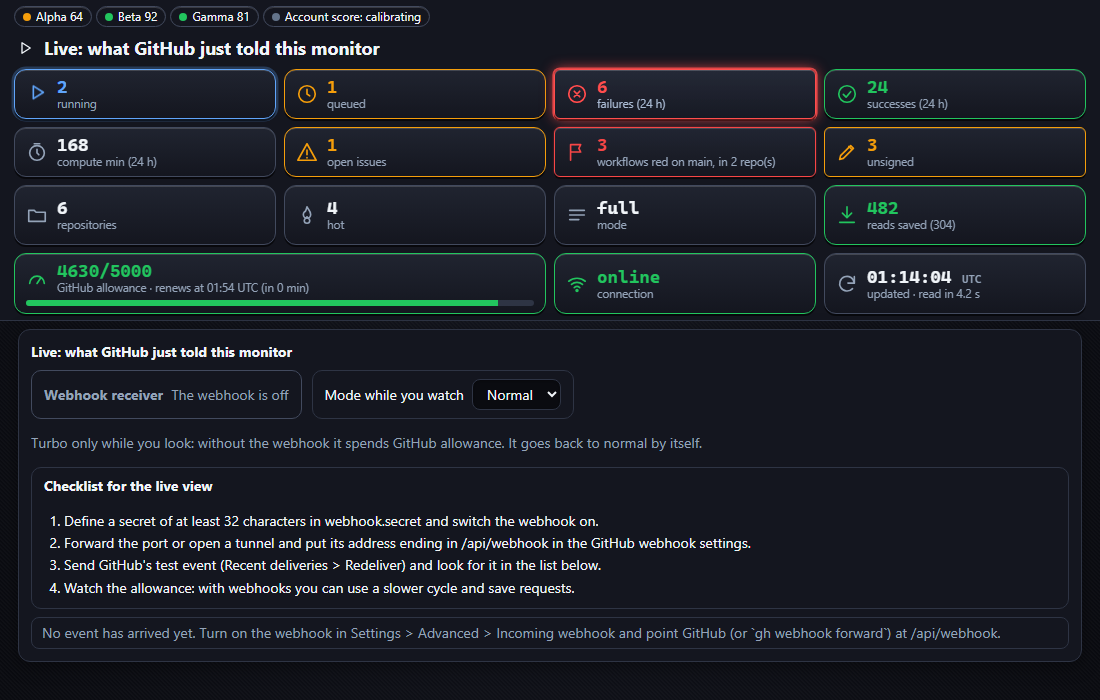 Alpha 64
Beta 92
Gamma 81
Account score: calibrating
Live: what GitHub just told this monitor
2
running
1
queued
6
failures (24 h)
24
successes (24 h)
168
compute min (24 h)
1
open issues
3
workflows red on main, in 2 repo(s)
3
unsigned
6
repositories
4
hot
full
mode
482
reads saved (304)
4630/5000
GitHub allowance · renews at 01:54 UTC (in 0 min)
online
connection
01:14:04 UTC
updated · read in 4.2 s
Live: what GitHub just told this monitor
Webhook receiver The webhook is off
Mode while you watch Normal
Turbo only while you look: without the webhook it spends GitHub allowance. It goes back to normal by itself.
Checklist for the live view
1. Define a secret of at least 32 characters in webhook.secret and switch the webhook on.
2. Forward the port or open a tunnel and put its address ending in /api/webhook in the GitHub webhook settings.
3. Send GitHub's test event (Recent deliveries > Redeliver) and look for it in the list below.
4. Watch the allowance: with webhooks you can use a slower cycle and save requests.
No event has arrived yet. Turn on the webhook in Settings > Advanced > Incoming webhook and point GitHub (or `gh webhook forward`) at /api/webhook.